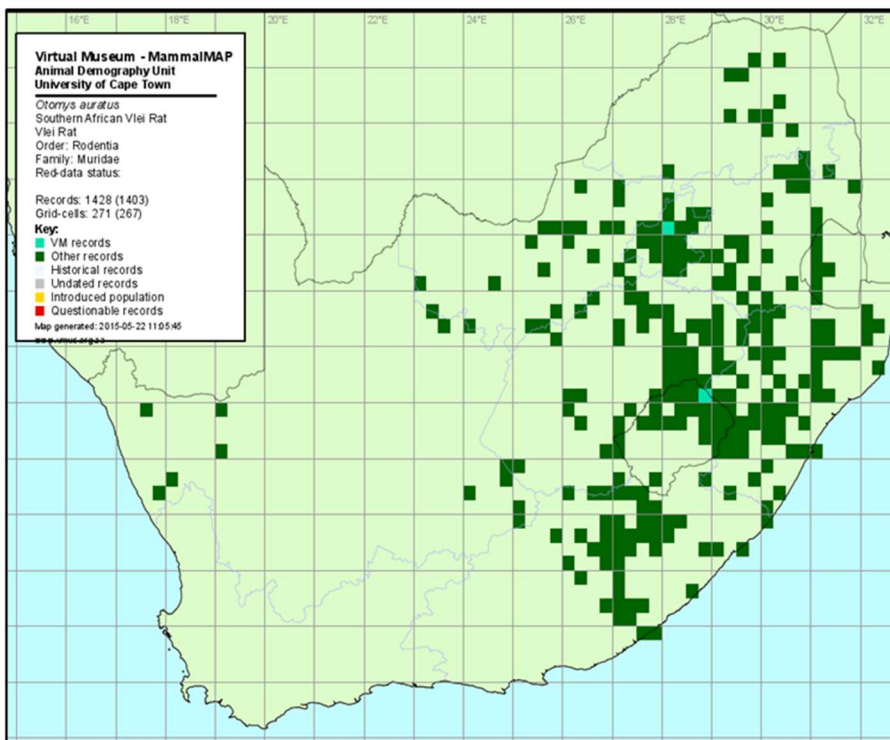 16°E 18°E 20°E 22°E 24°E 26°E 28°E 30°E 32°E
Virtual Museum - MammalMAP
Animal Demography Unit
University of Cape Town
Otomys auratus
Southern African Vlei Rat
Vlei Rat
Order: Rodentia
Family: Muridae
Red-data status:
Records: 1428 (1403)
Grid-cells: 271 (267)
Key:
VM records
Other records
Historical records
Undated records
Introduced population
Questionable records
Map generated: 2015-05-22 11:05:45